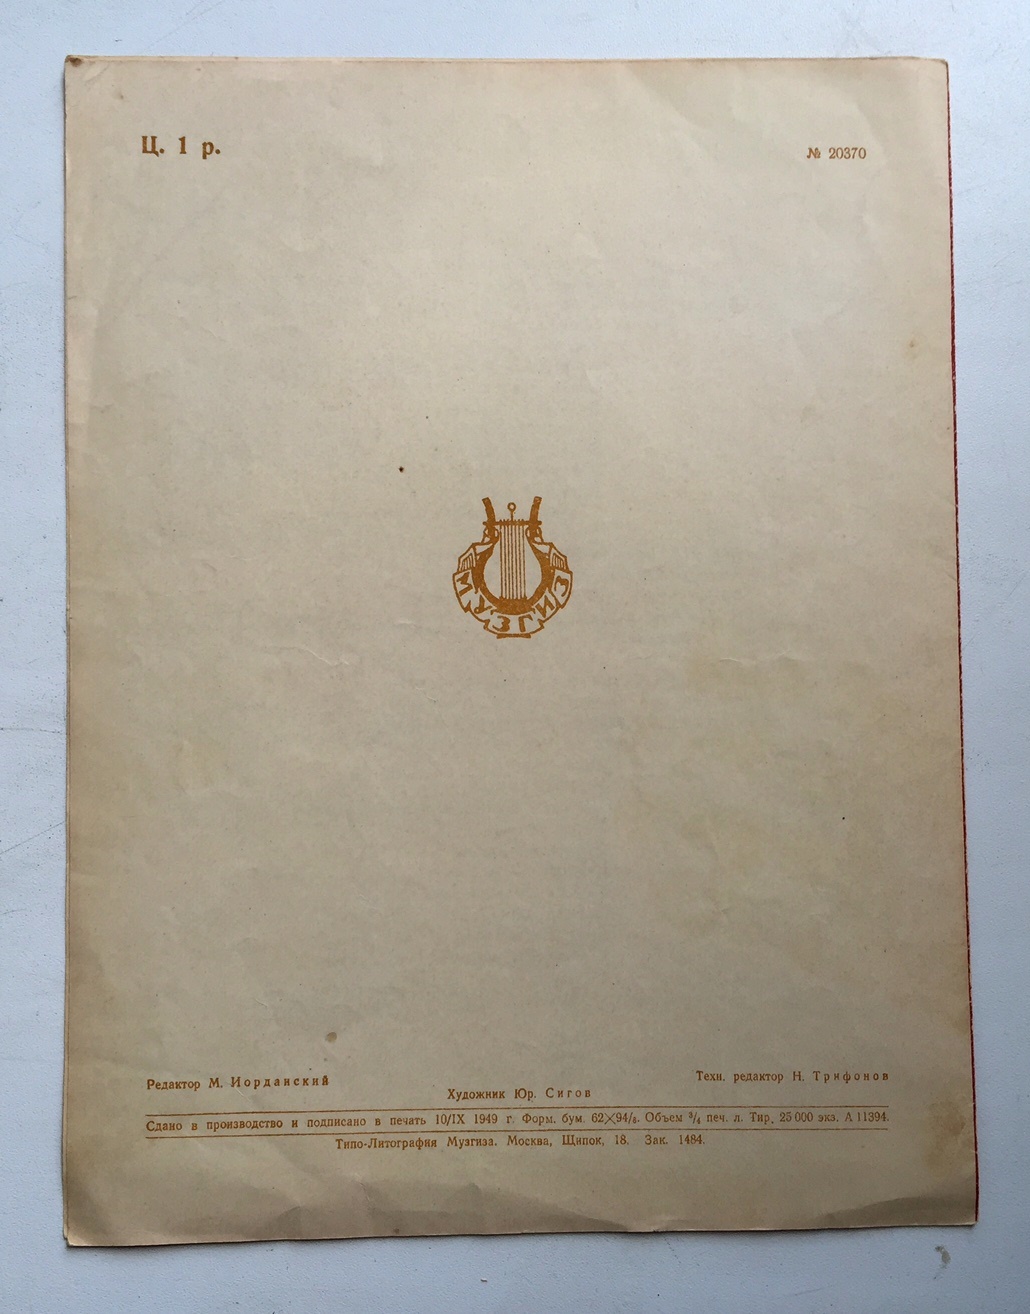 Ц. 1 р.
№ 20370
МУЗГИЗ
Редактор М. Иорданский
Техн. редактор Н. Трифонов
Художник Юр. Сигов
Сдано в производство и подписано в печать 10/IX 1949 г. Форм. бум. 62×94/₈. Объем ³/₄ печ. л. Тир. 25 000 экз. А 11394.
Типо-Литография Музгиза. Москва, Щипок, 18. Зак. 1484.